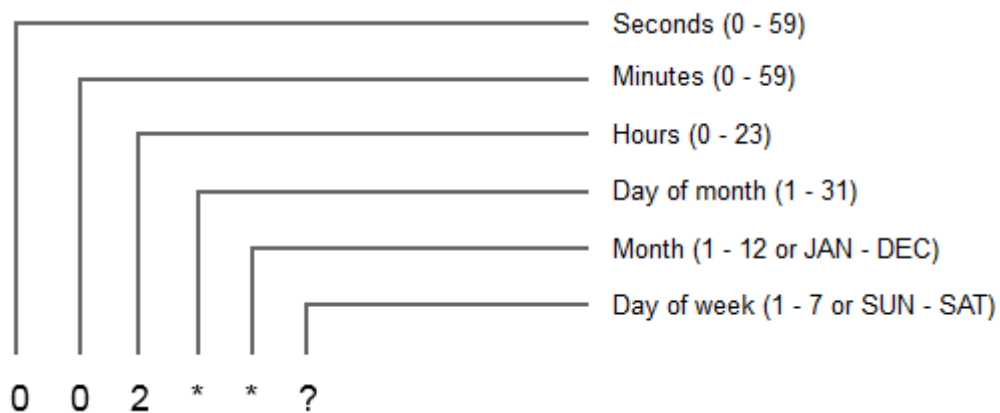 Seconds (0 - 59)
Minutes (0 - 59)
Hours (0 - 23)
Day of month (1 - 31)
Month (1 - 12 or JAN - DEC)
Day of week (1 - 7 or SUN - SAT)
0 0 2 * * ?